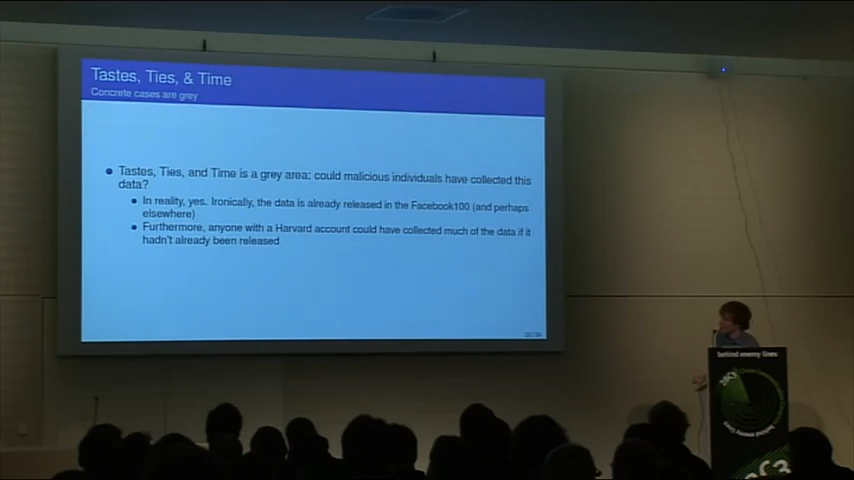 Tastes, Ties, & Time
Concrete cases are grey
Tastes, Ties, and Time is a grey area: could malicious individuals have collected this
data?
In reality, yes. Ironically, the data is already released in the Facebook100 (and perhaps
elsewhere)
Furthermore, anyone with a Harvard account could have collected much of the data if it
hadn't already been released
behind enemy lines
28C3